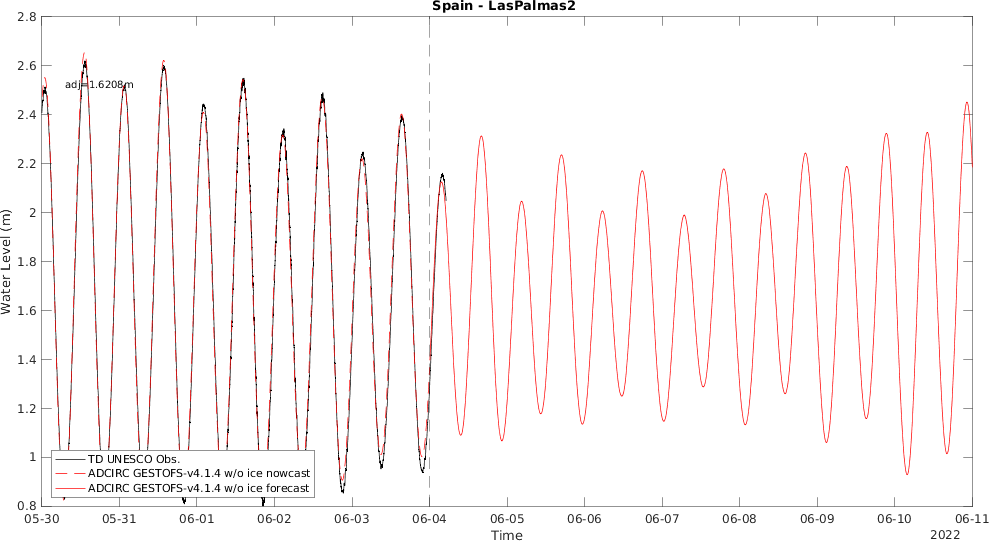 Spain - LasPalmas2
2.8
2.6
2.4
2.2
2
1.8
1.6
1.4
1.2
1
0.8
Water Level (m)
adj=1.6208m
TD UNESCO Obs.
ADCIRC GESTOFS-v4.1.4 w/o ice nowcast
ADCIRC GESTOFS-v4.1.4 w/o ice forecast
05-30 05-31 06-01 06-02 06-03 06-04 06-05 06-06 06-07 06-08 06-09 06-10 06-11
Time
2022